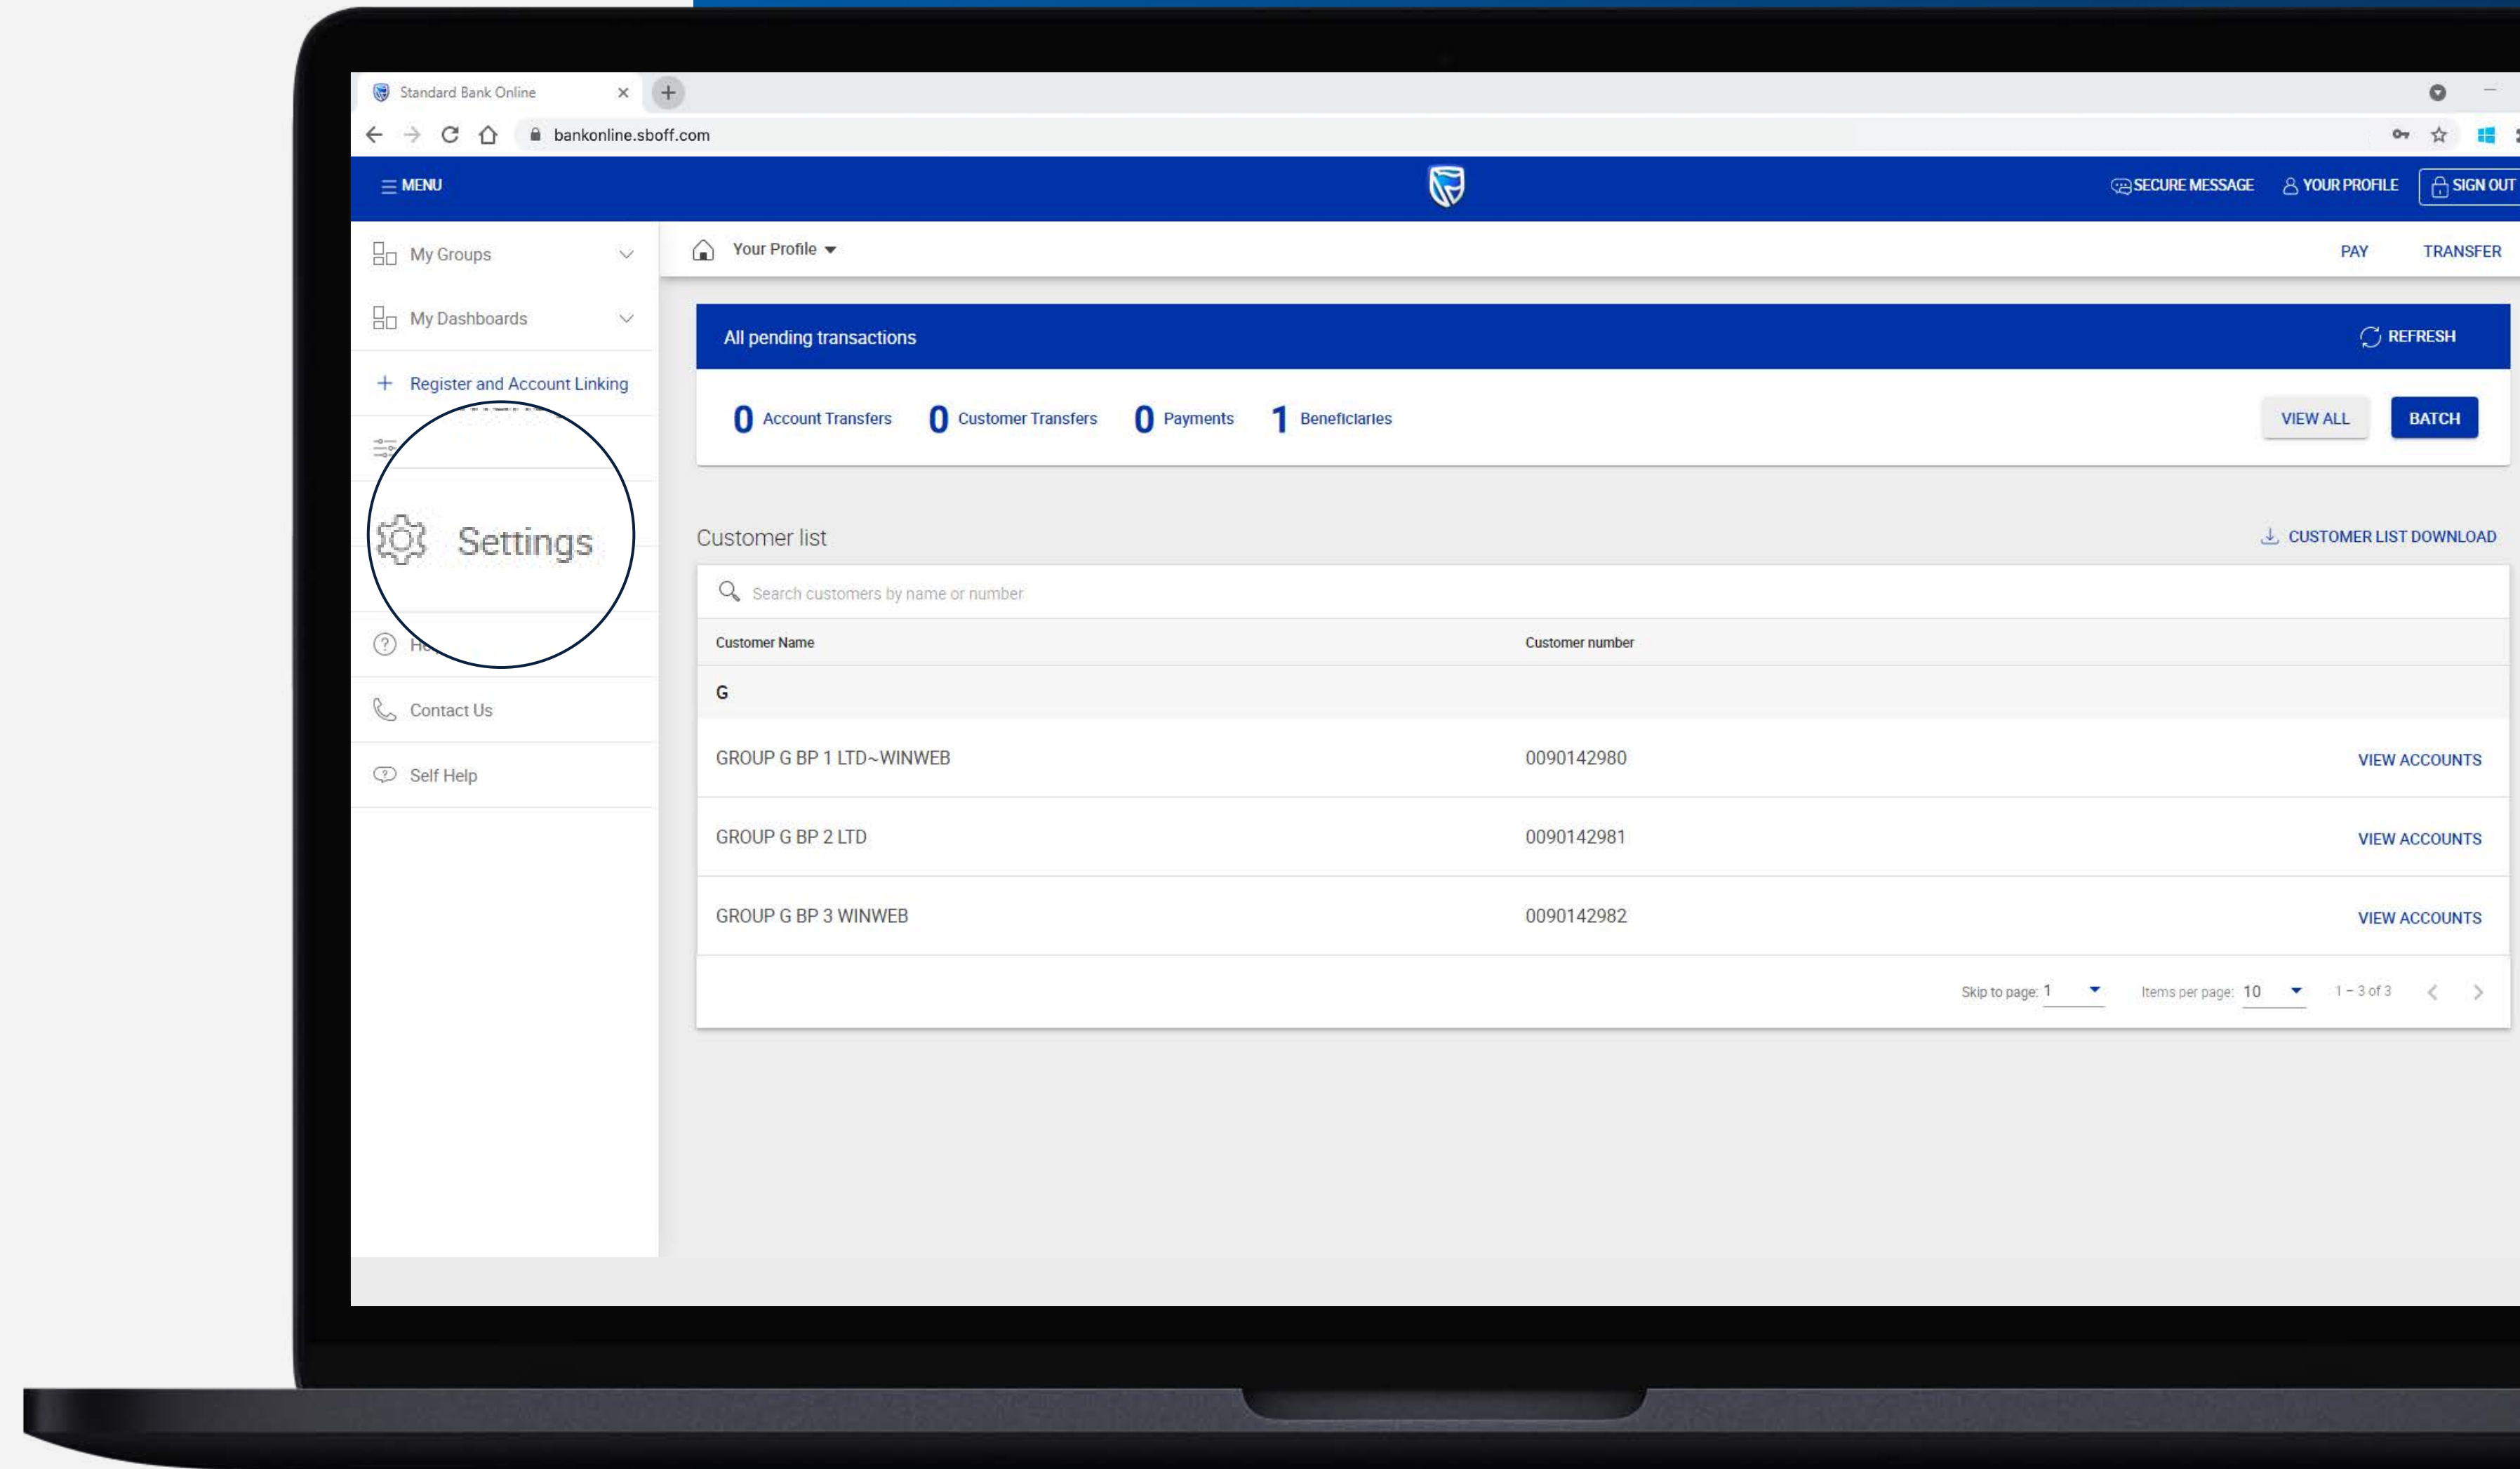 Standard Bank Online
bankonline.sboff.com
MENU
SECURE MESSAGE YOUR PROFILE SIGN OUT
My Groups
Your Profile
PAY TRANSFER
My Dashboards
All pending transactions
REFRESH
Register and Account Linking
0 Account Transfers 0 Customer Transfers 0 Payments 1 Beneficiaries
VIEW ALL BATCH
Settings
Customer list
CUSTOMER LIST DOWNLOAD
Search customers by name or number
Customer Name Customer number
G
Contact Us
GROUP G BP 1 LTD~WINWEB 0090142980 VIEW ACCOUNTS
Self Help
GROUP G BP 2 LTD 0090142981 VIEW ACCOUNTS
GROUP G BP 3 WINWEB 0090142982 VIEW ACCOUNTS
Skip to page: 1 Items per page: 10 1 – 3 of 3